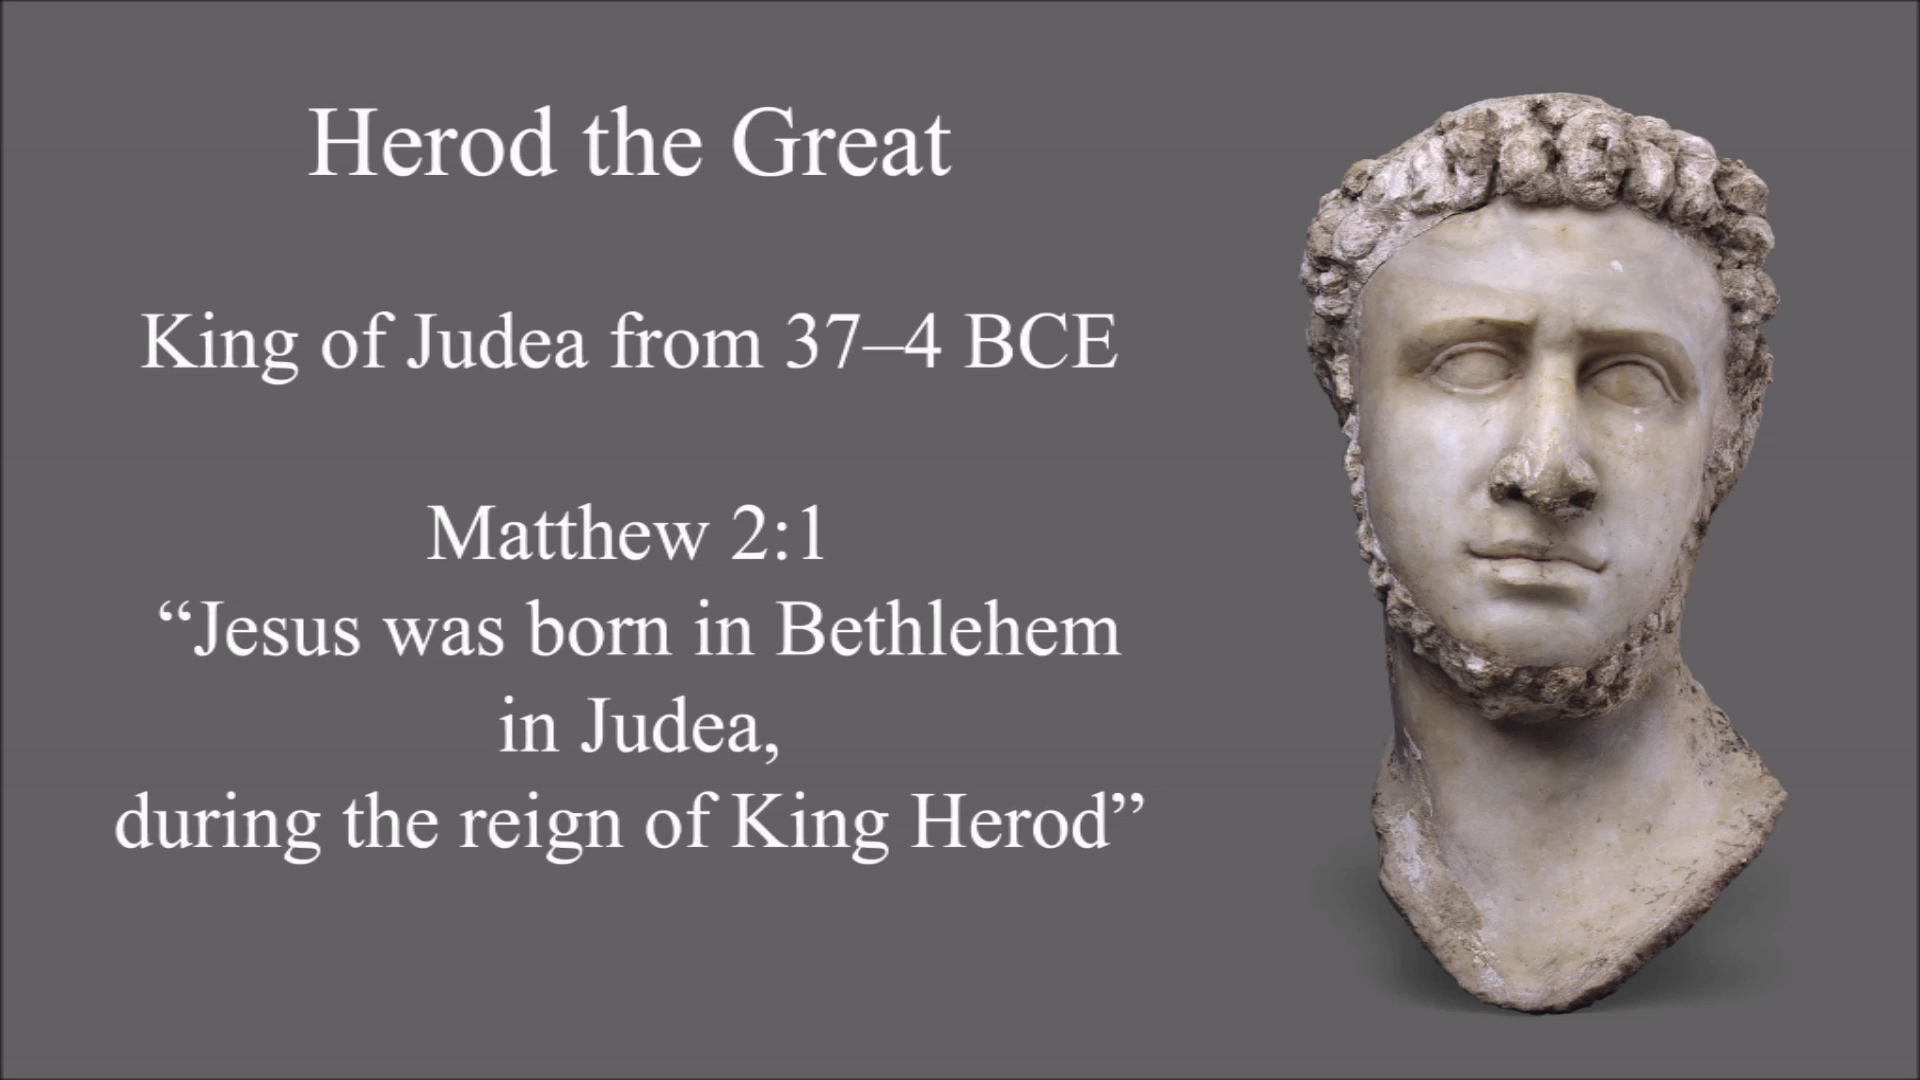 Herod the Great
King of Judea from 37–4 BCE
Matthew 2:1
“Jesus was born in Bethlehem
in Judea,
during the reign of King Herod”